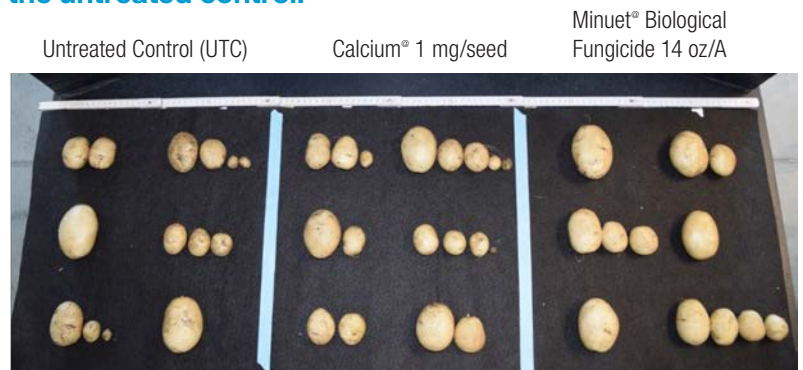 the untreated control.
Untreated Control (UTC)
Calcium® 1 mg/seed
Minuet® Biological
Fungicide 14 oz/A